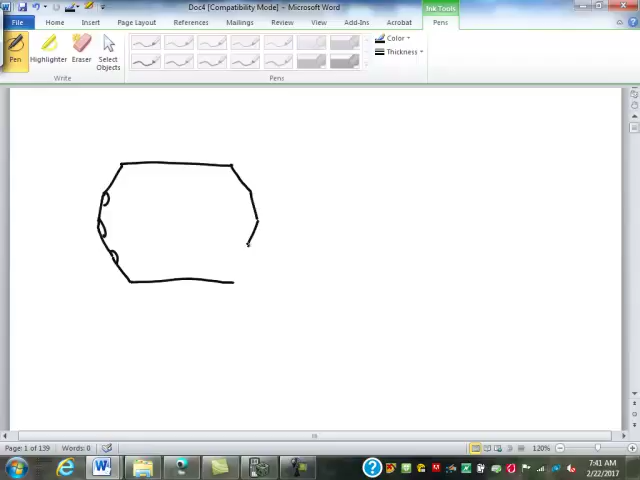 Doc4 [Compatibility Mode] - Microsoft Word
Ink Tools
File Home Insert Page Layout References Mailings Review View Add-Ins Acrobat Pens
Pen Highlighter Eraser Select Objects
Color
Thickness
Write Pens
Page: 1 of 139 Words: 0 120%
7:41 AM
2/22/2017